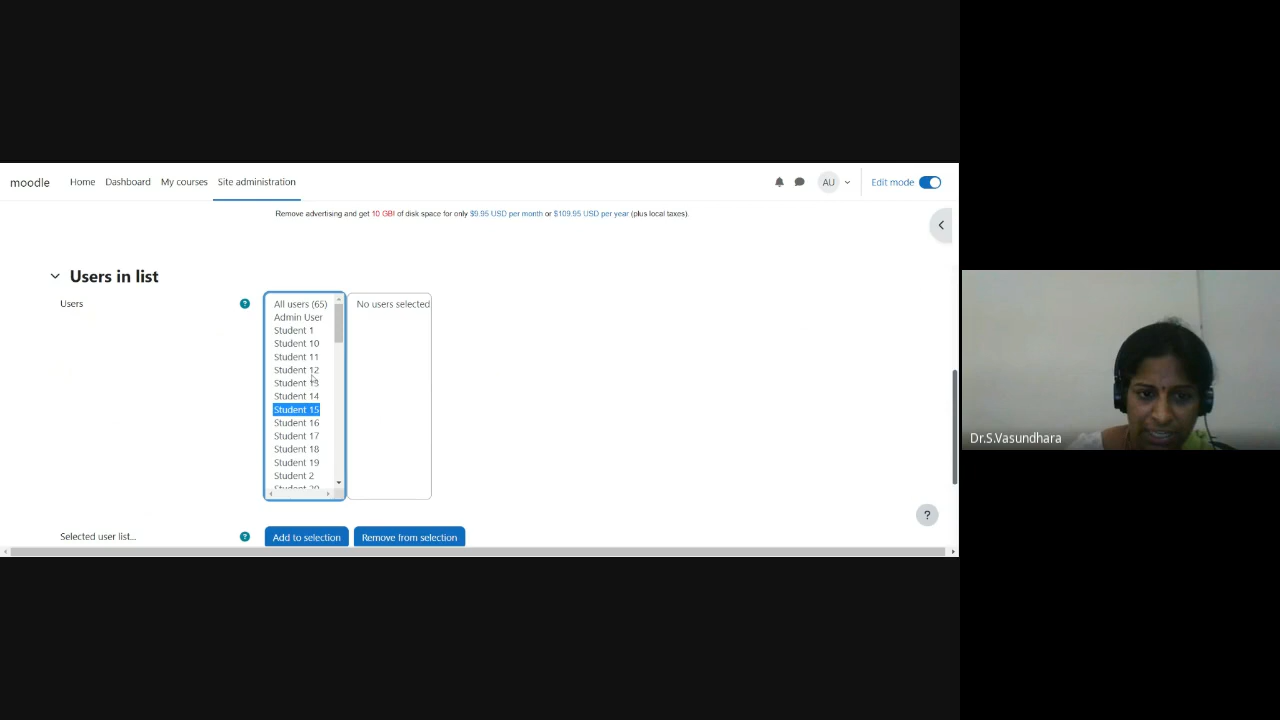 moodle Home Dashboard My courses Site administration AU Edit mode
Remove advertising and get 10 GB! of disk space for only $9.95 USD per month or $109.95 USD per year (plus local taxes).
Users in list
Users ? All users (65) No users selected
Admin User
Student 1
Student 10
Student 11
Student 12
Student 13
Student 14
Student 15
Student 16
Student 17
Student 18
Student 19
Student 2
Student 20
Dr.S.Vasundhara
?
Selected user list... ? Add to selection Remove from selection